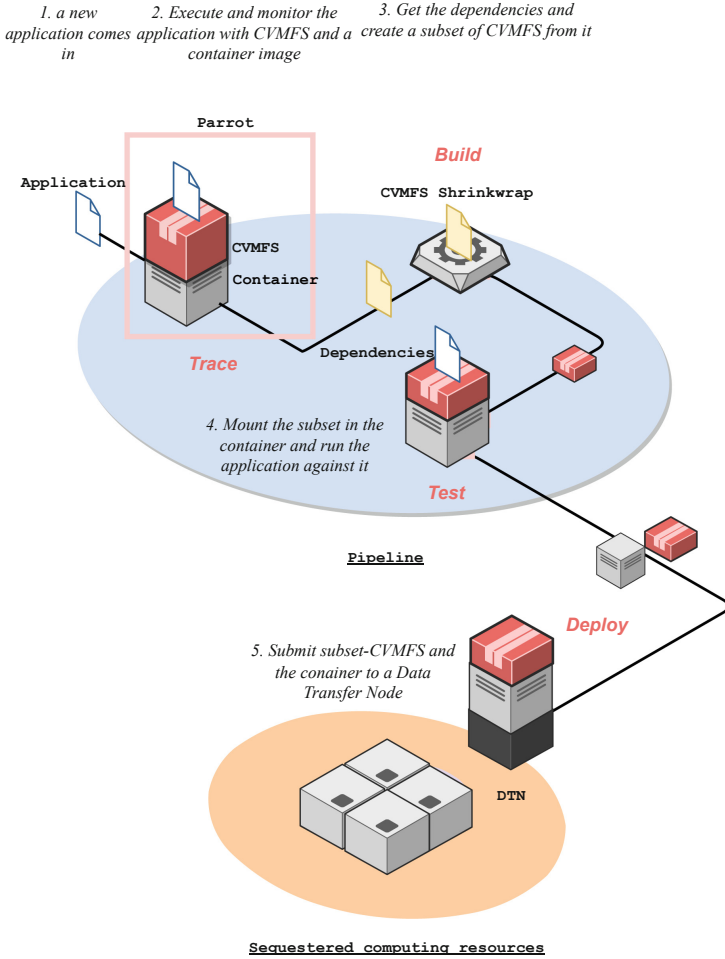 1. a new
application comes
in
2. Execute and monitor the
application with CVMFS and a
container image
3. Get the dependencies and
create a subset of CVMFS from it
Parrot
Build
Application
CVMFS Shrinkwrap
CVMFS
Container
Trace
Dependencies
4. Mount the subset in the
container and run the
application against it
Test
Pipeline
Deploy
5. Submit subset-CVMFS and
the conainer to a Data
Transfer Node
DTN
Sequestered computing resources